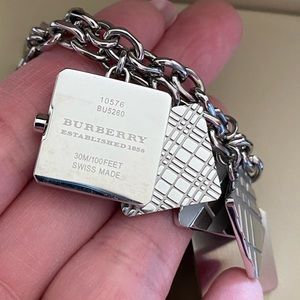 10576
BU5260
BURBERRY
ESTABLISHED 1856
30M/100FEET
SWISS MADE